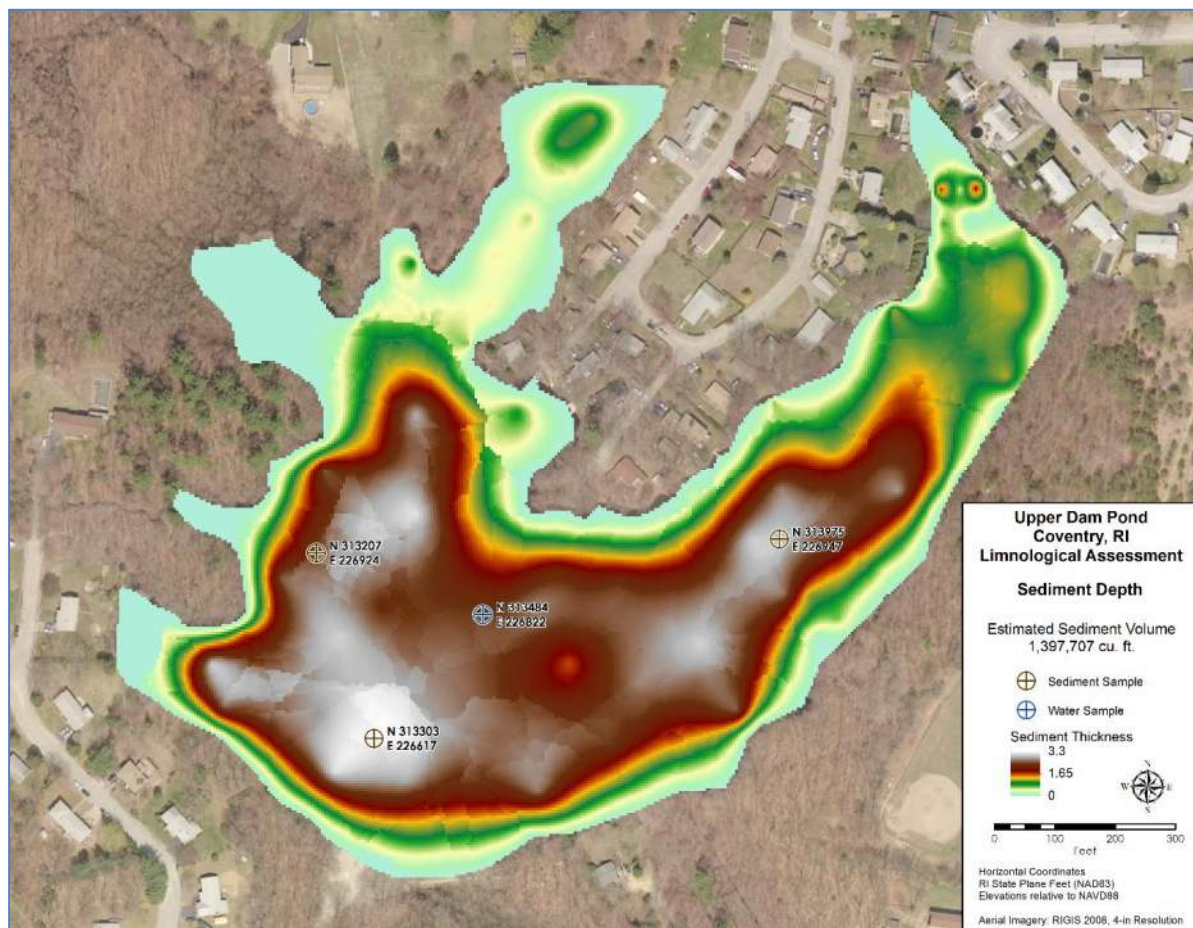 N 313207
E 226924
N 313975
E 226947
N 313484
E 226822
N 313303
E 226617
Upper Dam Pond
Coventry, RI
Limnological Assessment
Sediment Depth
Estimated Sediment Volume
1,397,707 cu. ft.
Sediment Sample
Water Sample
Sediment Thickness
3.3
1.65
0
N
W
E
S
0
100
200
300
Feet
Horizontal Coordinates
RI State Plane Feet (NAD83)
Elevations relative to NAVD88
Aerial Imagery: RIGIS 2008, 4-in Resolution